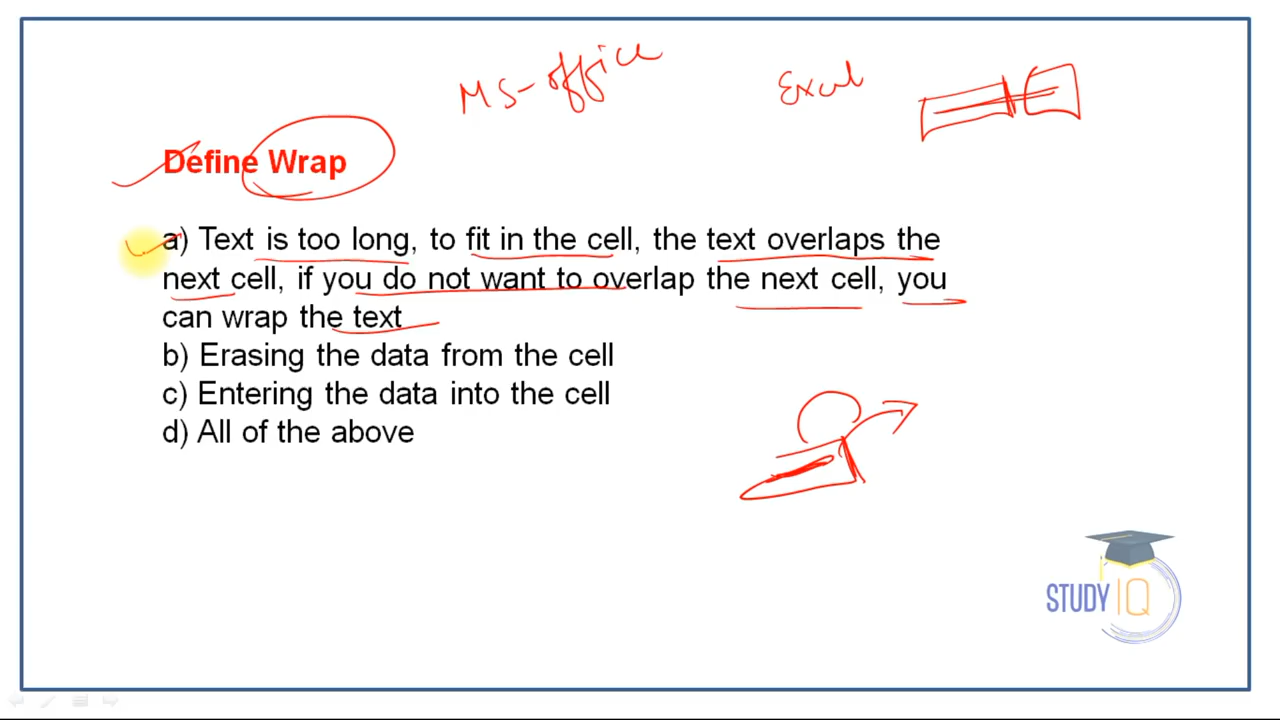 MS-office Excel
Define Wrap
a) Text is too long, to fit in the cell, the text overlaps the
next cell, if you do not want to overlap the next cell, you
can wrap the text
b) Erasing the data from the cell
c) Entering the data into the cell
d) All of the above
STUDY IQ